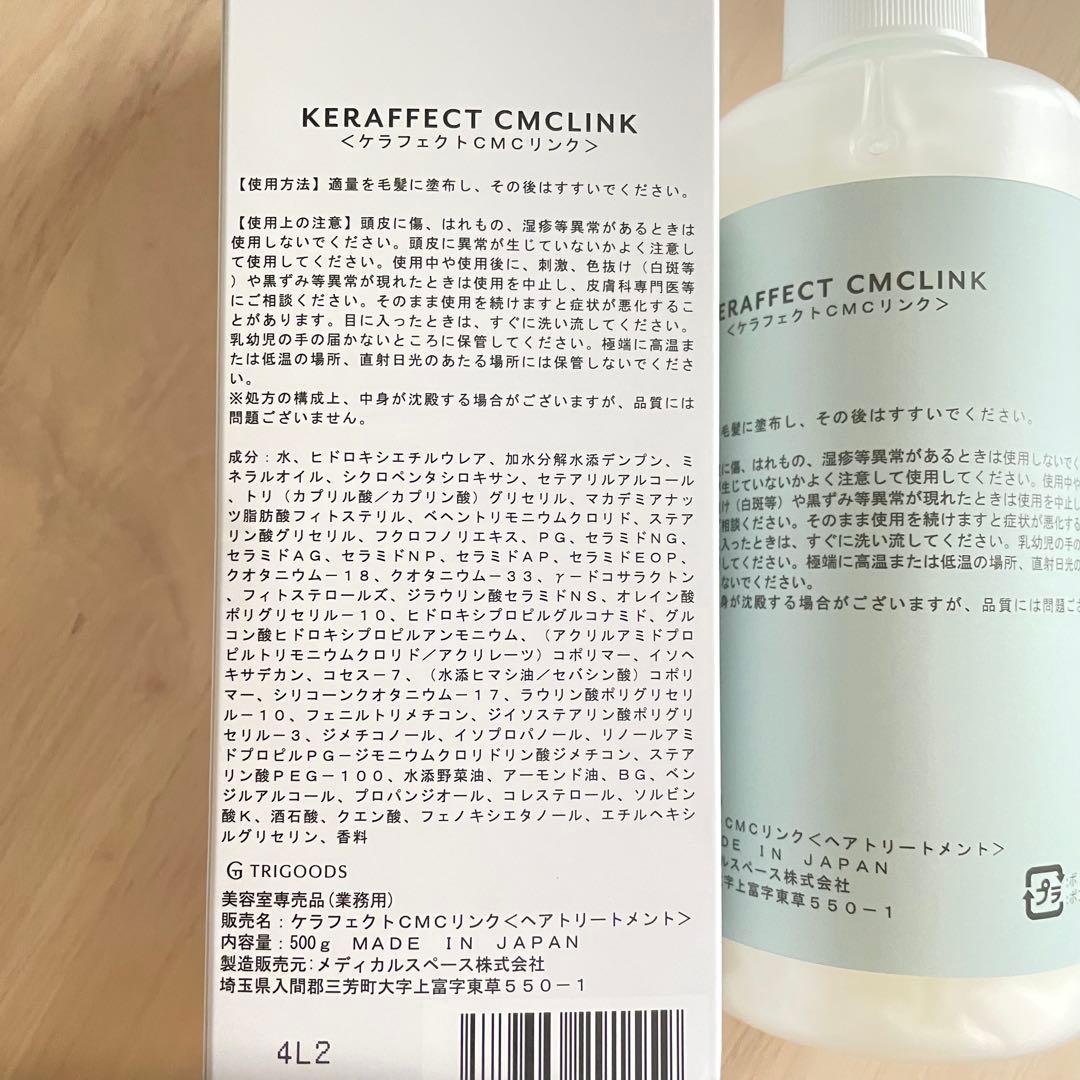 KERAFFECT CMCLINK
＜ケラフェクトCMCリンク＞
【使用方法】適量を毛髪に塗布し、その後はすすいでください。
【使用上の注意】頭皮に傷、はれもの、湿疹等異常があるときは
使用しないでください。頭皮に異常が生じていないかよく注意し
て使用してください。使用中や使用後に、刺激、色抜け（白斑等
）や黒ずみ等異常が現れたときは使用を中止し、皮膚科専門医等
にご相談ください。そのまま使用を続けますと症状が悪化するこ
とがあります。目に入ったときは、すぐに洗い流してください。
乳幼児の手の届かないところに保管してください。極端に高温ま
たは低温の場所、直射日光のあたる場所には保管しないでくださ
い。
※処方の構成上、中身が沈殿する場合がございますが、品質には
問題ございません。
成分：水、ヒドロキシエチルウレア、加水分解水添デンプン、ミ
ネラルオイル、シクロペンタシロキサン、セテアリルアルコール
、トリ（カプリル酸／カプリン酸）グリセリル、マカデミアナッ
ツ脂肪酸フィトステリル、ベヘントリモニウムクロリド、ステア
リン酸グリセリル、フクロフノリエキス、PG、セラミドNG、
セラミドAG、セラミドNP、セラミドAP、セラミドEOP、
クオタニウム－18、クオタニウム－33、γ－ドコサラクトン
、フィトステロールズ、ジラウリン酸セラミドNS、オレイン酸
ポリグリセリル－10、ヒドロキシプロピルグルコナミド、グル
コン酸ヒドロキシプロピルアンモニウム、（アクリルアミドプロ
ピルトリモニウムクロリド／アクリレーツ）コポリマー、イソヘ
キサデカン、コセス－7、（水添ヒマシ油／セバシン酸）コポリ
マー、シリコーンクオタニウム－17、ラウリン酸ポリグリセリ
ル－10、フェニルトリメチコン、ジイソステアリン酸ポリグリ
セリル－3、ジメチコノール、イソプロパノール、リノールアミ
ドプロピルPG－ジモニウムクロリドリン酸ジメチコン、ステア
リン酸PEG－100、水添野菜油、アーモンド油、BG、ベン
ジルアルコール、プロパンジオール、コレステロール、ソルビン
酸K、酒石酸、クエン酸、フェノキシエタノール、エチルヘキシ
ルグリセリン、香料
TRIGOODS
美容室専売品(業務用)
販売名：ケラフェクトCMCリンク＜ヘアトリートメント＞
内容量：500g MADE IN JAPAN
製造販売元：メディカルスペース株式会社
埼玉県入間郡三芳町大字上富字東草５５０－１
4L2
ERAFFECT CMCLINK
＜ケラフェクトCMCリンク＞
毛髪に塗布し、その後はすすいでください。
に傷、はれもの、湿疹等異常があるときは使用しないでく
生じていないかよく注意して使用してください。使用中や
け（白斑等）や黒ずみ等異常が現れたときは使用を中止し
相談ください。そのまま使用を続けますと症状が悪化する
入ったときは、すぐに洗い流してください。乳幼児の手の
してください。極端に高温または低温の場所、直射日光の
ないでください。
身が沈殿する場合がございますが、品質には問題ござ
CMCリンク＜ヘアトリートメント＞
DE IN JAPAN
ルスペース株式会社
字上富字東草５５０－１
プラ